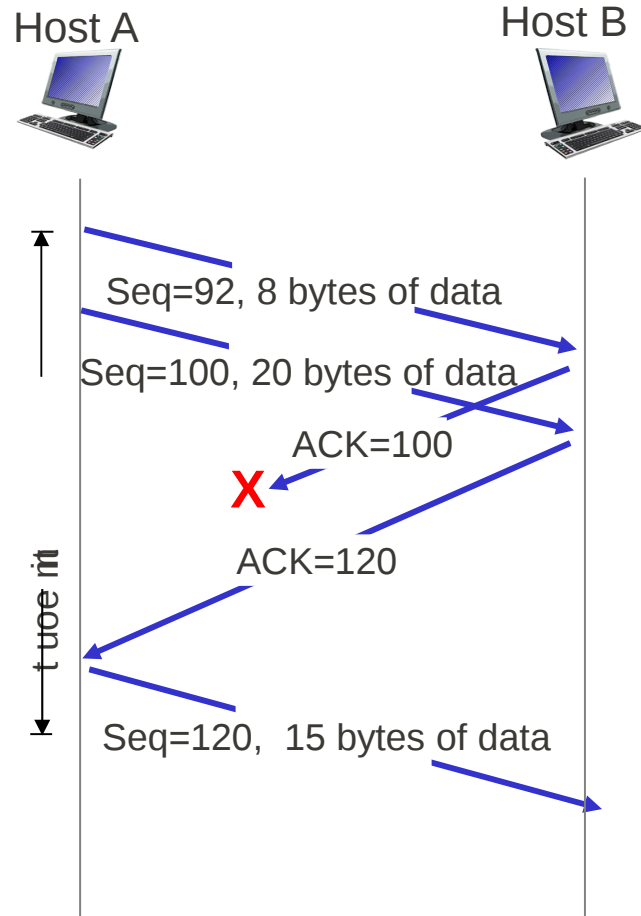 Host A
Host B
Seq=92, 8 bytes of data
Seq=100, 20 bytes of data
ACK=100
X
ACK=120
timeout
Seq=120, 15 bytes of data